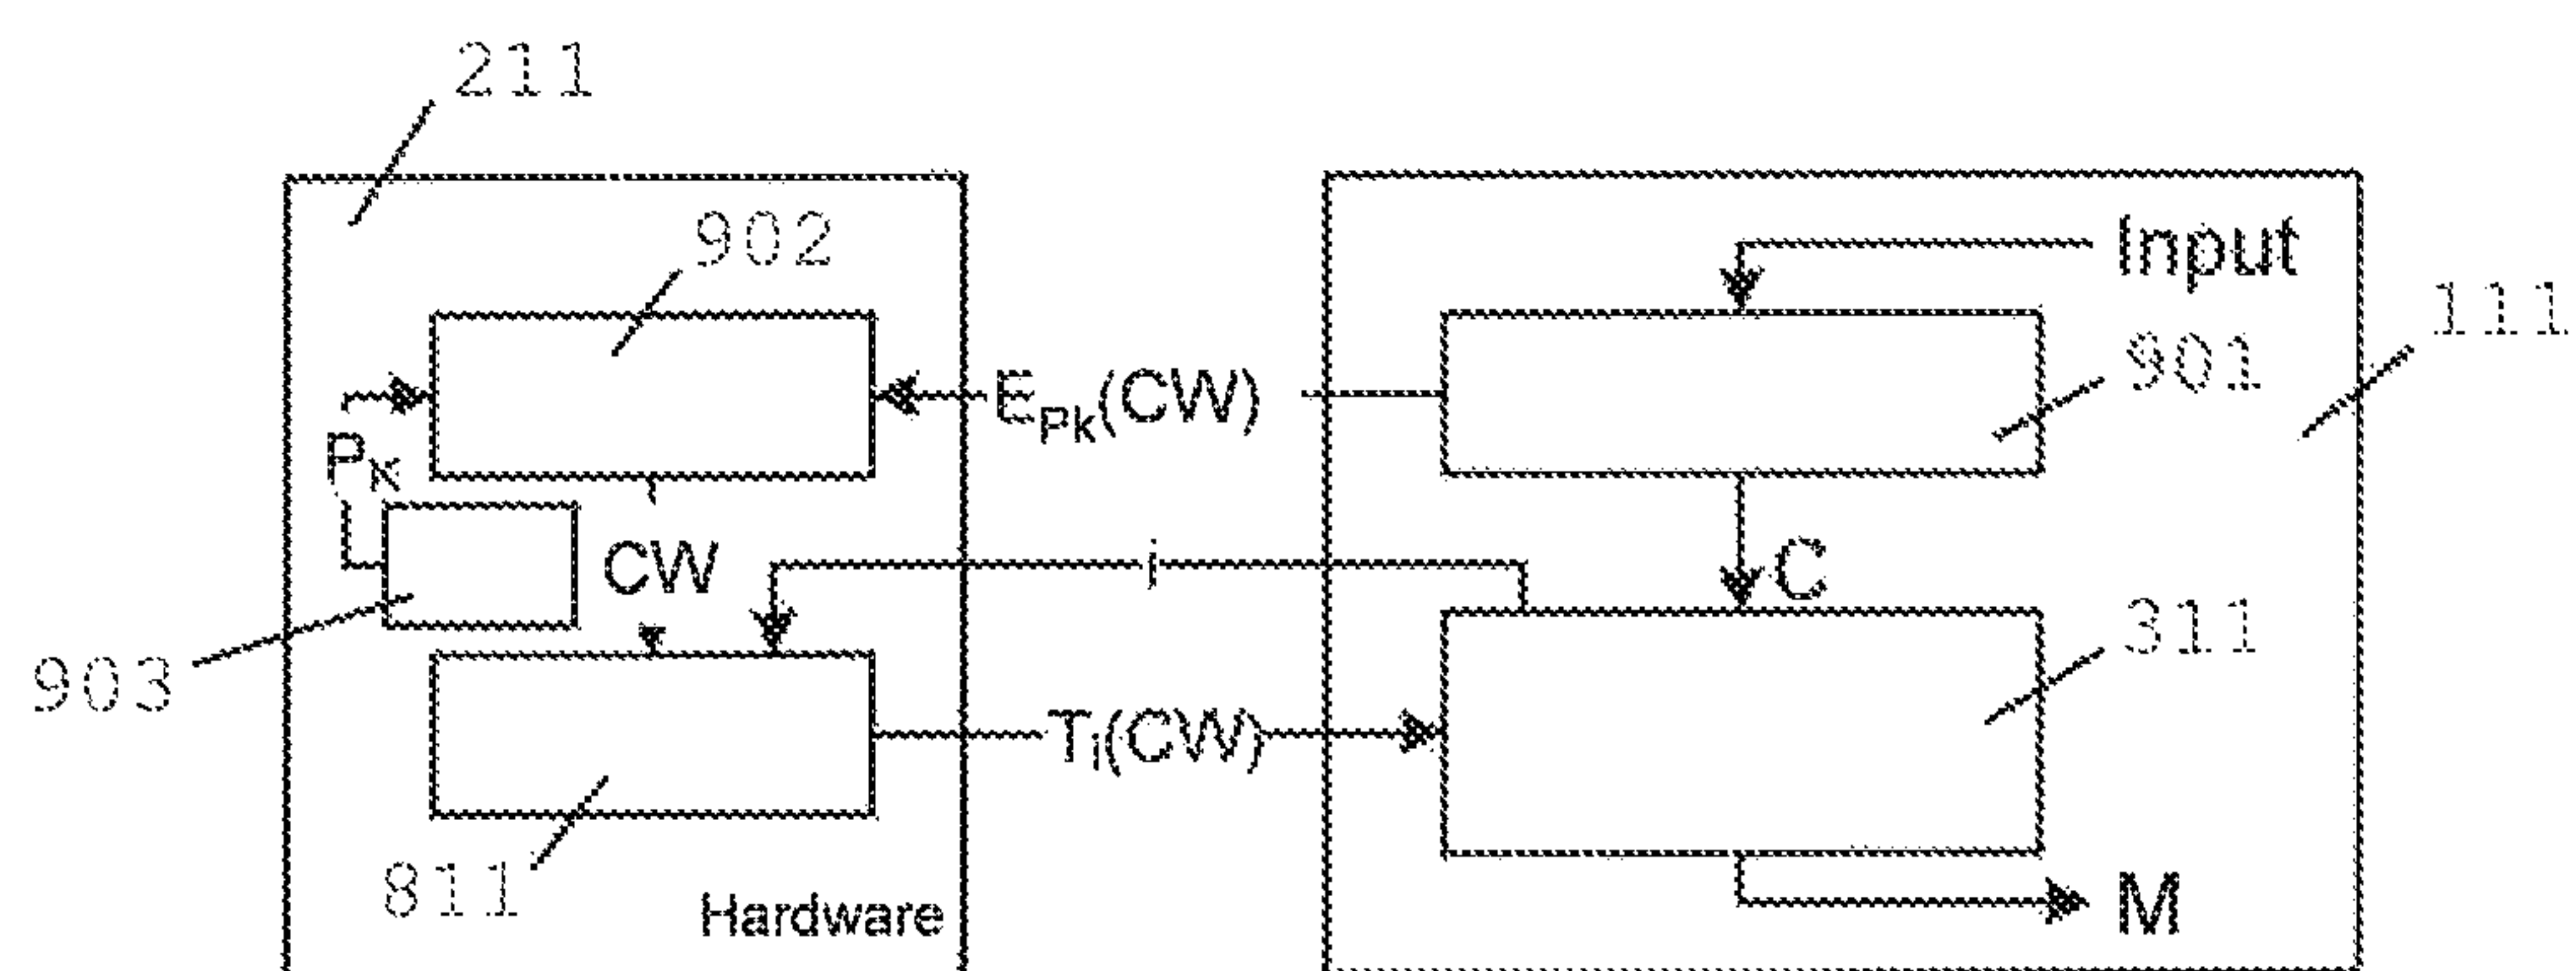 211
902
Input
111
901
E_Pk(CW)
P_K
CW
i
C
903
311
T_i(CW)
811
Hardware
M